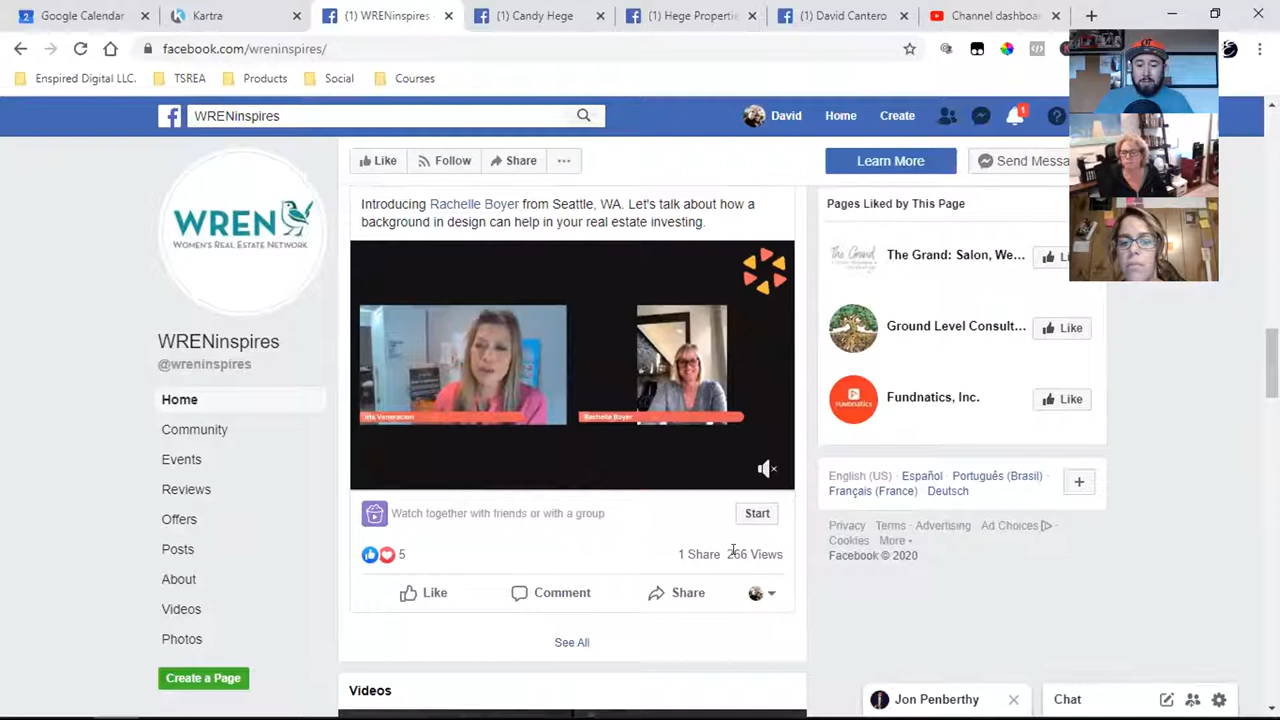 Google Calendar
Kartra
(1) WRENinspires
(1) Candy Hege
(1) Hege Properti
(1) David Cantero
Channel dashboa
facebook.com/wreninspires/
Enspired Digital LLC.
TSREA
Products
Social
Courses
WRENinspires
David
Home
Create
1
Like
Follow
Share
Learn More
Send Messa
WREN
WOMEN'S REAL ESTATE NETWORK
WRENinspires
@wreninspires
Home
Community
Events
Reviews
Offers
Posts
About
Videos
Photos
Create a Page
Introducing Rachelle Boyer from Seattle, WA. Let's talk about how a
background in design can help in your real estate investing.
Iris Veneracion
Rachelle Boyer
Watch together with friends or with a group
Start
5
1 Share
266 Views
Like
Comment
Share
See All
Videos
Pages Liked by This Page
The Grand: Salon, We...
Ground Level Consult...
Like
Fundnatics, Inc.
Like
FUNDNATICS
English (US) · Español · Português (Brasil) ·
Français (France) · Deutsch
Privacy · Terms · Advertising · Ad Choices ·
Cookies · More
Facebook © 2020
Jon Penberthy
Chat